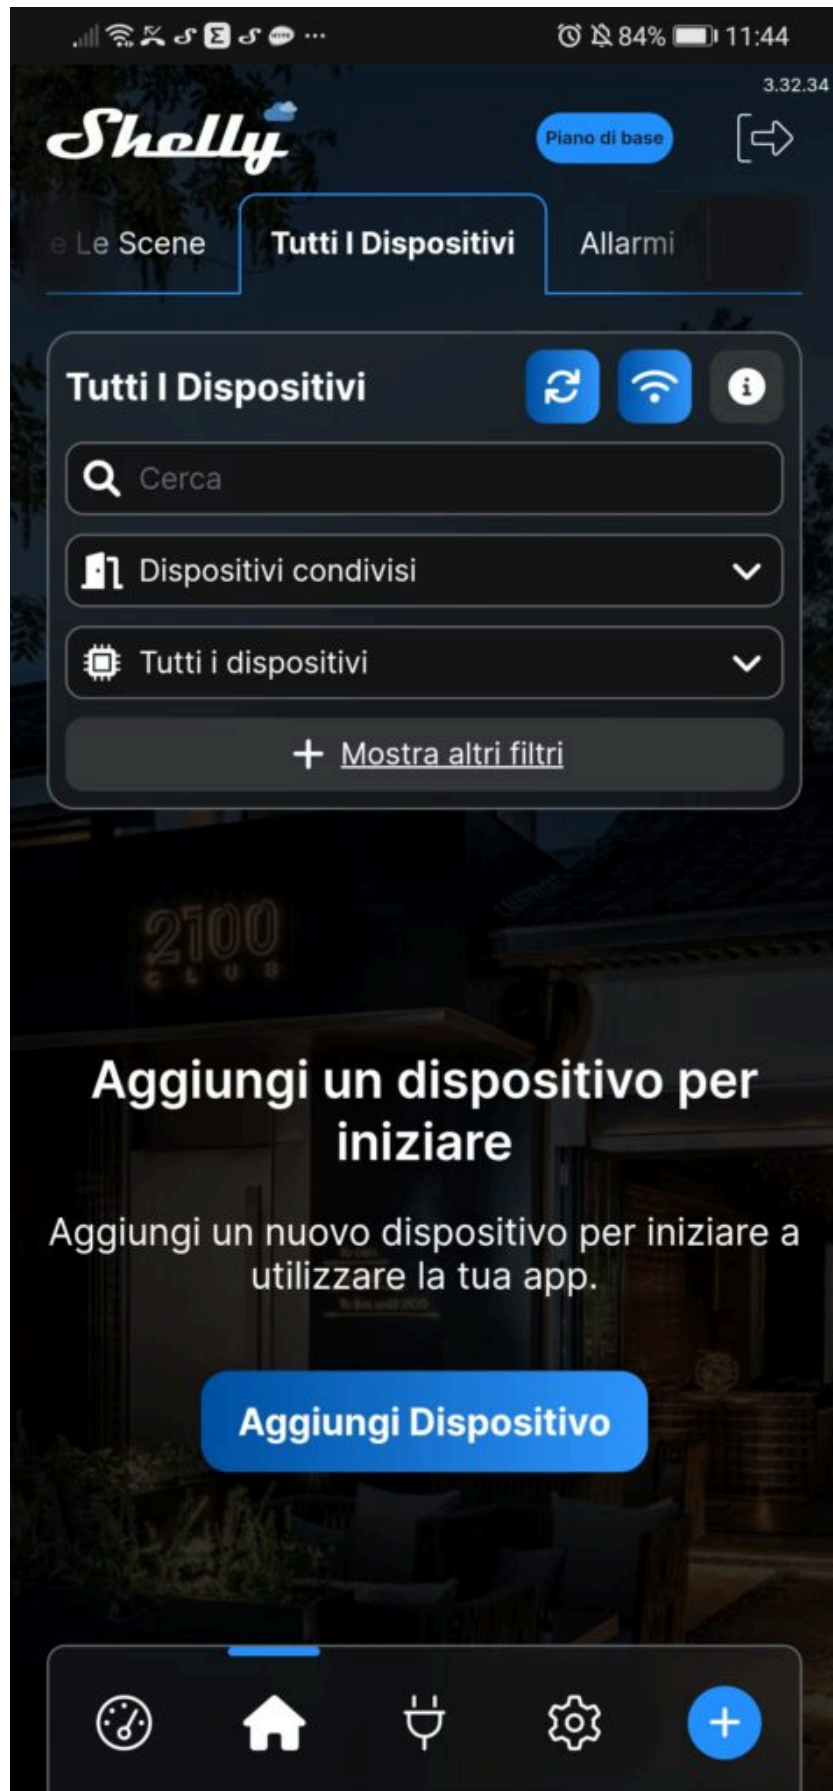 84% 11:44
3.32.34
Shelly
Piano di base
e Le Scene
Tutti I Dispositivi
Allarmi
Tutti I Dispositivi
Cerca
Dispositivi condivisi
Tutti i dispositivi
+ Mostra altri filtri
2100
CLUB
Aggiungi un dispositivo per
iniziare
Aggiungi un nuovo dispositivo per iniziare a
utilizzare la tua app.
Aggiungi Dispositivo